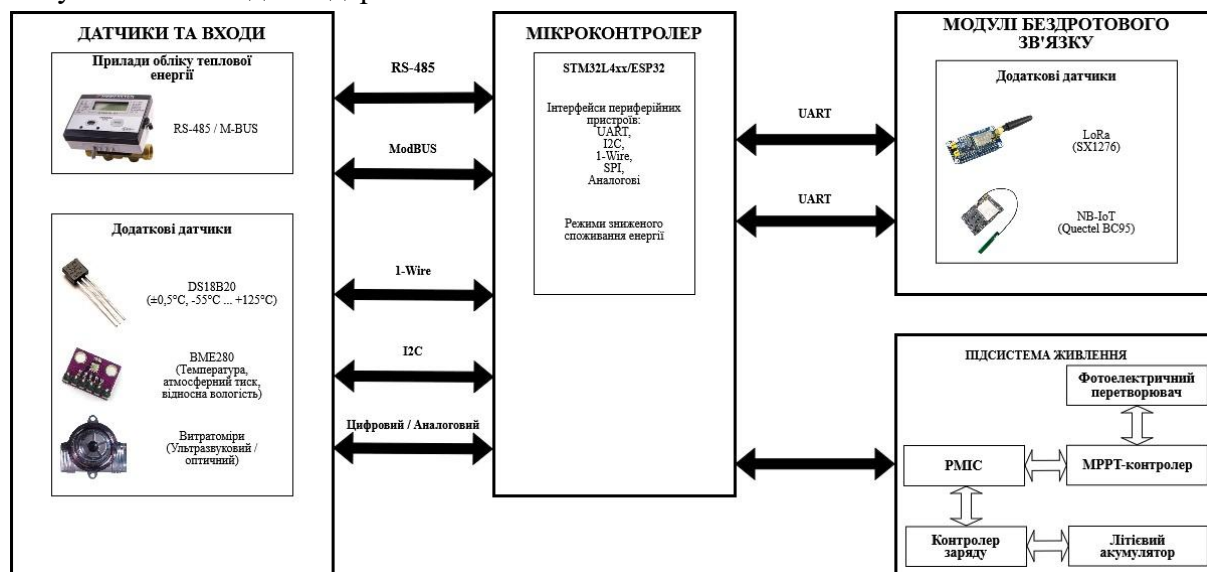 ДАТЧИКИ ТА ВХОДИ
Прилади обліку теплової
енергії
RS-485 / M-BUS
Додаткові датчики
DS18B20
(±0,5°C, -55°C ... +125°C)
BME280
(Температура,
атмосферний тиск,
відносна вологість)
Витратоміри
(Ультразвуковий /
оптичний)
RS-485
ModBUS
1-Wire
I2C
Цифровий / Аналоговий
МІКРОКОНТРОЛЕР
STM32L4xx/ESP32
Інтерфейси периферійних
пристроїв:
UART,
I2C,
1-Wire,
SPI,
Аналогові
Режими зниженого
споживання енергії
UART
UART
МОДУЛІ БЕЗДРОТОВОГО
ЗВ'ЯЗКУ
Додаткові датчики
LoRa
(SX1276)
NB-IoT
(Quectel BC95)
ПІДСИСТЕМА ЖИВЛЕННЯ
Фотоелектричний
перетворювач
PMIC
MPPT-контролер
Контролер
заряду
Літієвий
акумулятор